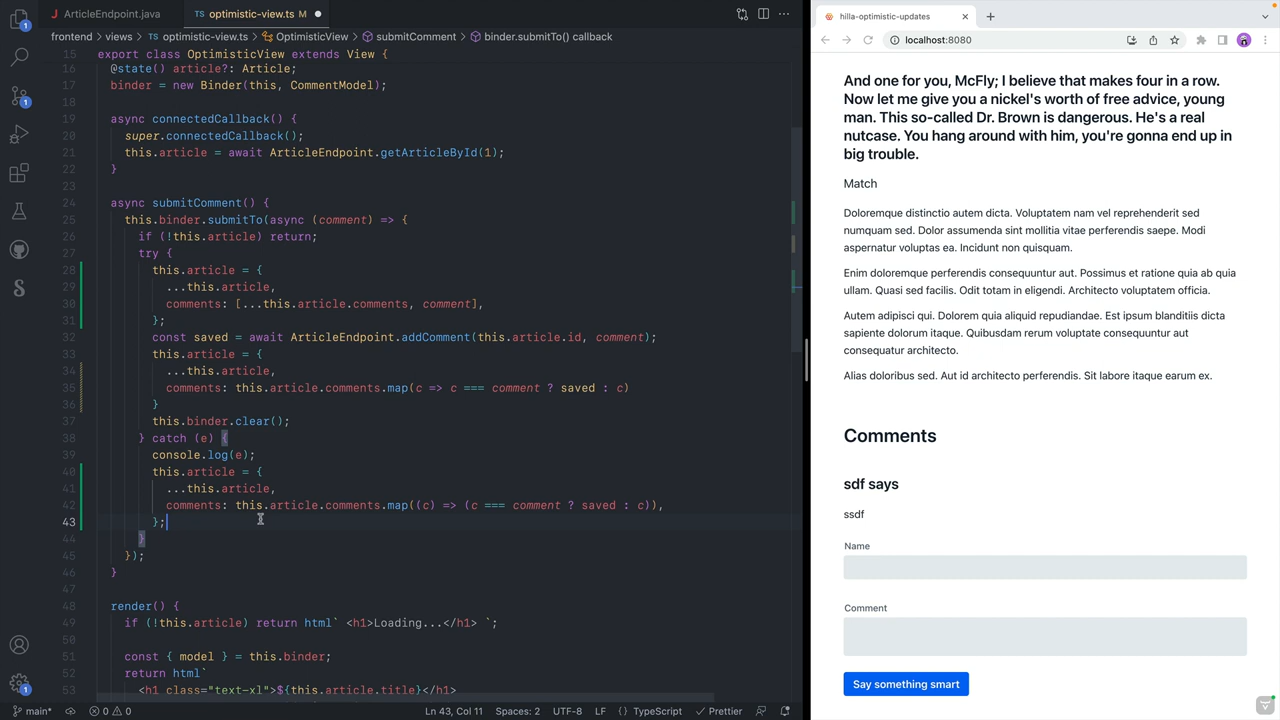 ArticleEndpoint.java
TS optimistic-view.ts M
frontend > views > TS optimistic-view.ts > OptimisticView > submitComment > binder.submitTo() callback
15 export class OptimisticView extends View {
16 @state() article?: Article;
17 binder = new Binder(this, CommentModel);
18
19 async connectedCallback() {
20 super.connectedCallback();
21 this.article = await ArticleEndpoint.getArticleById(1);
22 }
23
24 async submitComment() {
25 this.binder.submitTo(async (comment) => {
26 if (!this.article) return;
27 try {
28 this.article = {
29 ...this.article,
30 comments: [...this.article.comments, comment],
31 };
32 const saved = await ArticleEndpoint.addComment(this.article.id, comment);
33 this.article = {
34 ...this.article,
35 comments: this.article.comments.map(c => c === comment ? saved : c)
36 }
37 this.binder.clear();
38 } catch (e) {
39 console.log(e);
40 this.article = {
41 ...this.article,
42 comments: this.article.comments.map((c) => (c === comment ? saved : c)),
43 };
44 }
45 });
46 }
47
48 render() {
49 if (!this.article) return html` <h1>Loading...</h1> `;
50
51 const { model } = this.binder;
52 return html`
53 <h1 class="text-xl">${this.article.title}</h1>
1
1
1
main*
0 0
Ln 43, Col 11
Spaces: 2
UTF-8
LF
{} TypeScript
Prettier
hilla-optimistic-updates
localhost:8080
And one for you, McFly; I believe that makes four in a row.
Now let me give you a nickel's worth of free advice, young
man. This so-called Dr. Brown is dangerous. He's a real
nutcase. You hang around with him, you're gonna end up in
big trouble.
Match
Doloremque distinctio autem dicta. Voluptatem nam vel reprehenderit sed
numquam sed. Dolor assumenda sint mollitia vitae perferendis saepe. Modi
aspernatur voluptas ea. Incidunt non quisquam.
Enim doloremque perferendis consequuntur aut. Possimus et ratione quia ab quia
ullam. Quasi sed facilis. Odit totam in eligendi. Architecto voluptatem officia.
Autem adipisci qui. Dolorem quia aliquid repudiandae. Est ipsum blanditiis dicta
sapiente dolorum itaque. Quibusdam rerum voluptate consequuntur aut
consequatur architecto.
Alias doloribus sed. Aut id architecto perferendis. Sit labore itaque earum ex.
Comments
sdf says
ssdf
Name
Comment
Say something smart